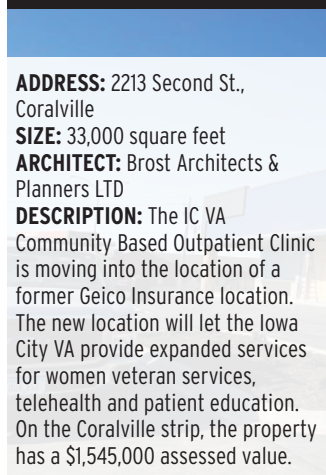 ADDRESS: 2213 Second St.,
Coralville
SIZE: 33,000 square feet
ARCHITECT: Brost Architects &
Planners LTD
DESCRIPTION: The IC VA
Community Based Outpatient Clinic
is moving into the location of a
former Geico Insurance location.
The new location will let the Iowa
City VA provide expanded services
for women veteran services,
telehealth and patient education.
On the Coralville strip, the property
has a $1,545,000 assessed value.